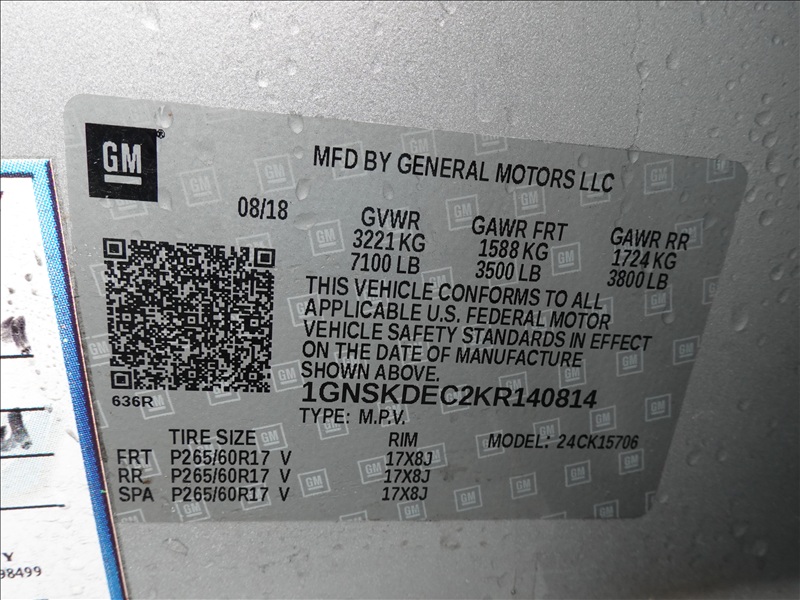 GM
MFD BY GENERAL MOTORS LLC
08/18
GVWR GAWR FRT GAWR RR
3221 KG 1588 KG 1724 KG
7100 LB 3500 LB 3800 LB
THIS VEHICLE CONFORMS TO ALL
APPLICABLE U.S. FEDERAL MOTOR
VEHICLE SAFETY STANDARDS IN EFFECT
ON THE DATE OF MANUFACTURE
SHOWN ABOVE.
636R
1GNSKDEC2KR140814
TYPE: M.P.V.
TIRE SIZE RIM MODEL: 24CK15706
FRT P265/60R17 V 17X8J
RR P265/60R17 V 17X8J
SPA P265/60R17 V 17X8J
Y
98499